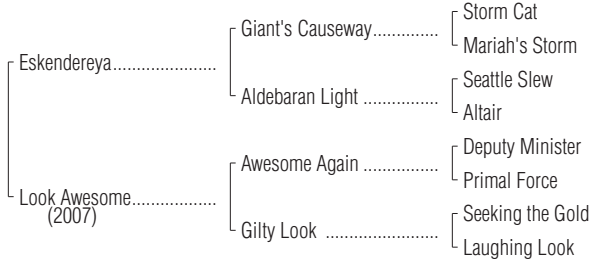 Storm Cat
Giant's Causeway..............
Mariah's Storm
Eskendereya......................
Seattle Slew
Aldebaran Light ................
Altair
Deputy Minister
Awesome Again ................
Primal Force
Look Awesome..................
(2007)
Seeking the Gold
Gilty Look ........................
Laughing Look